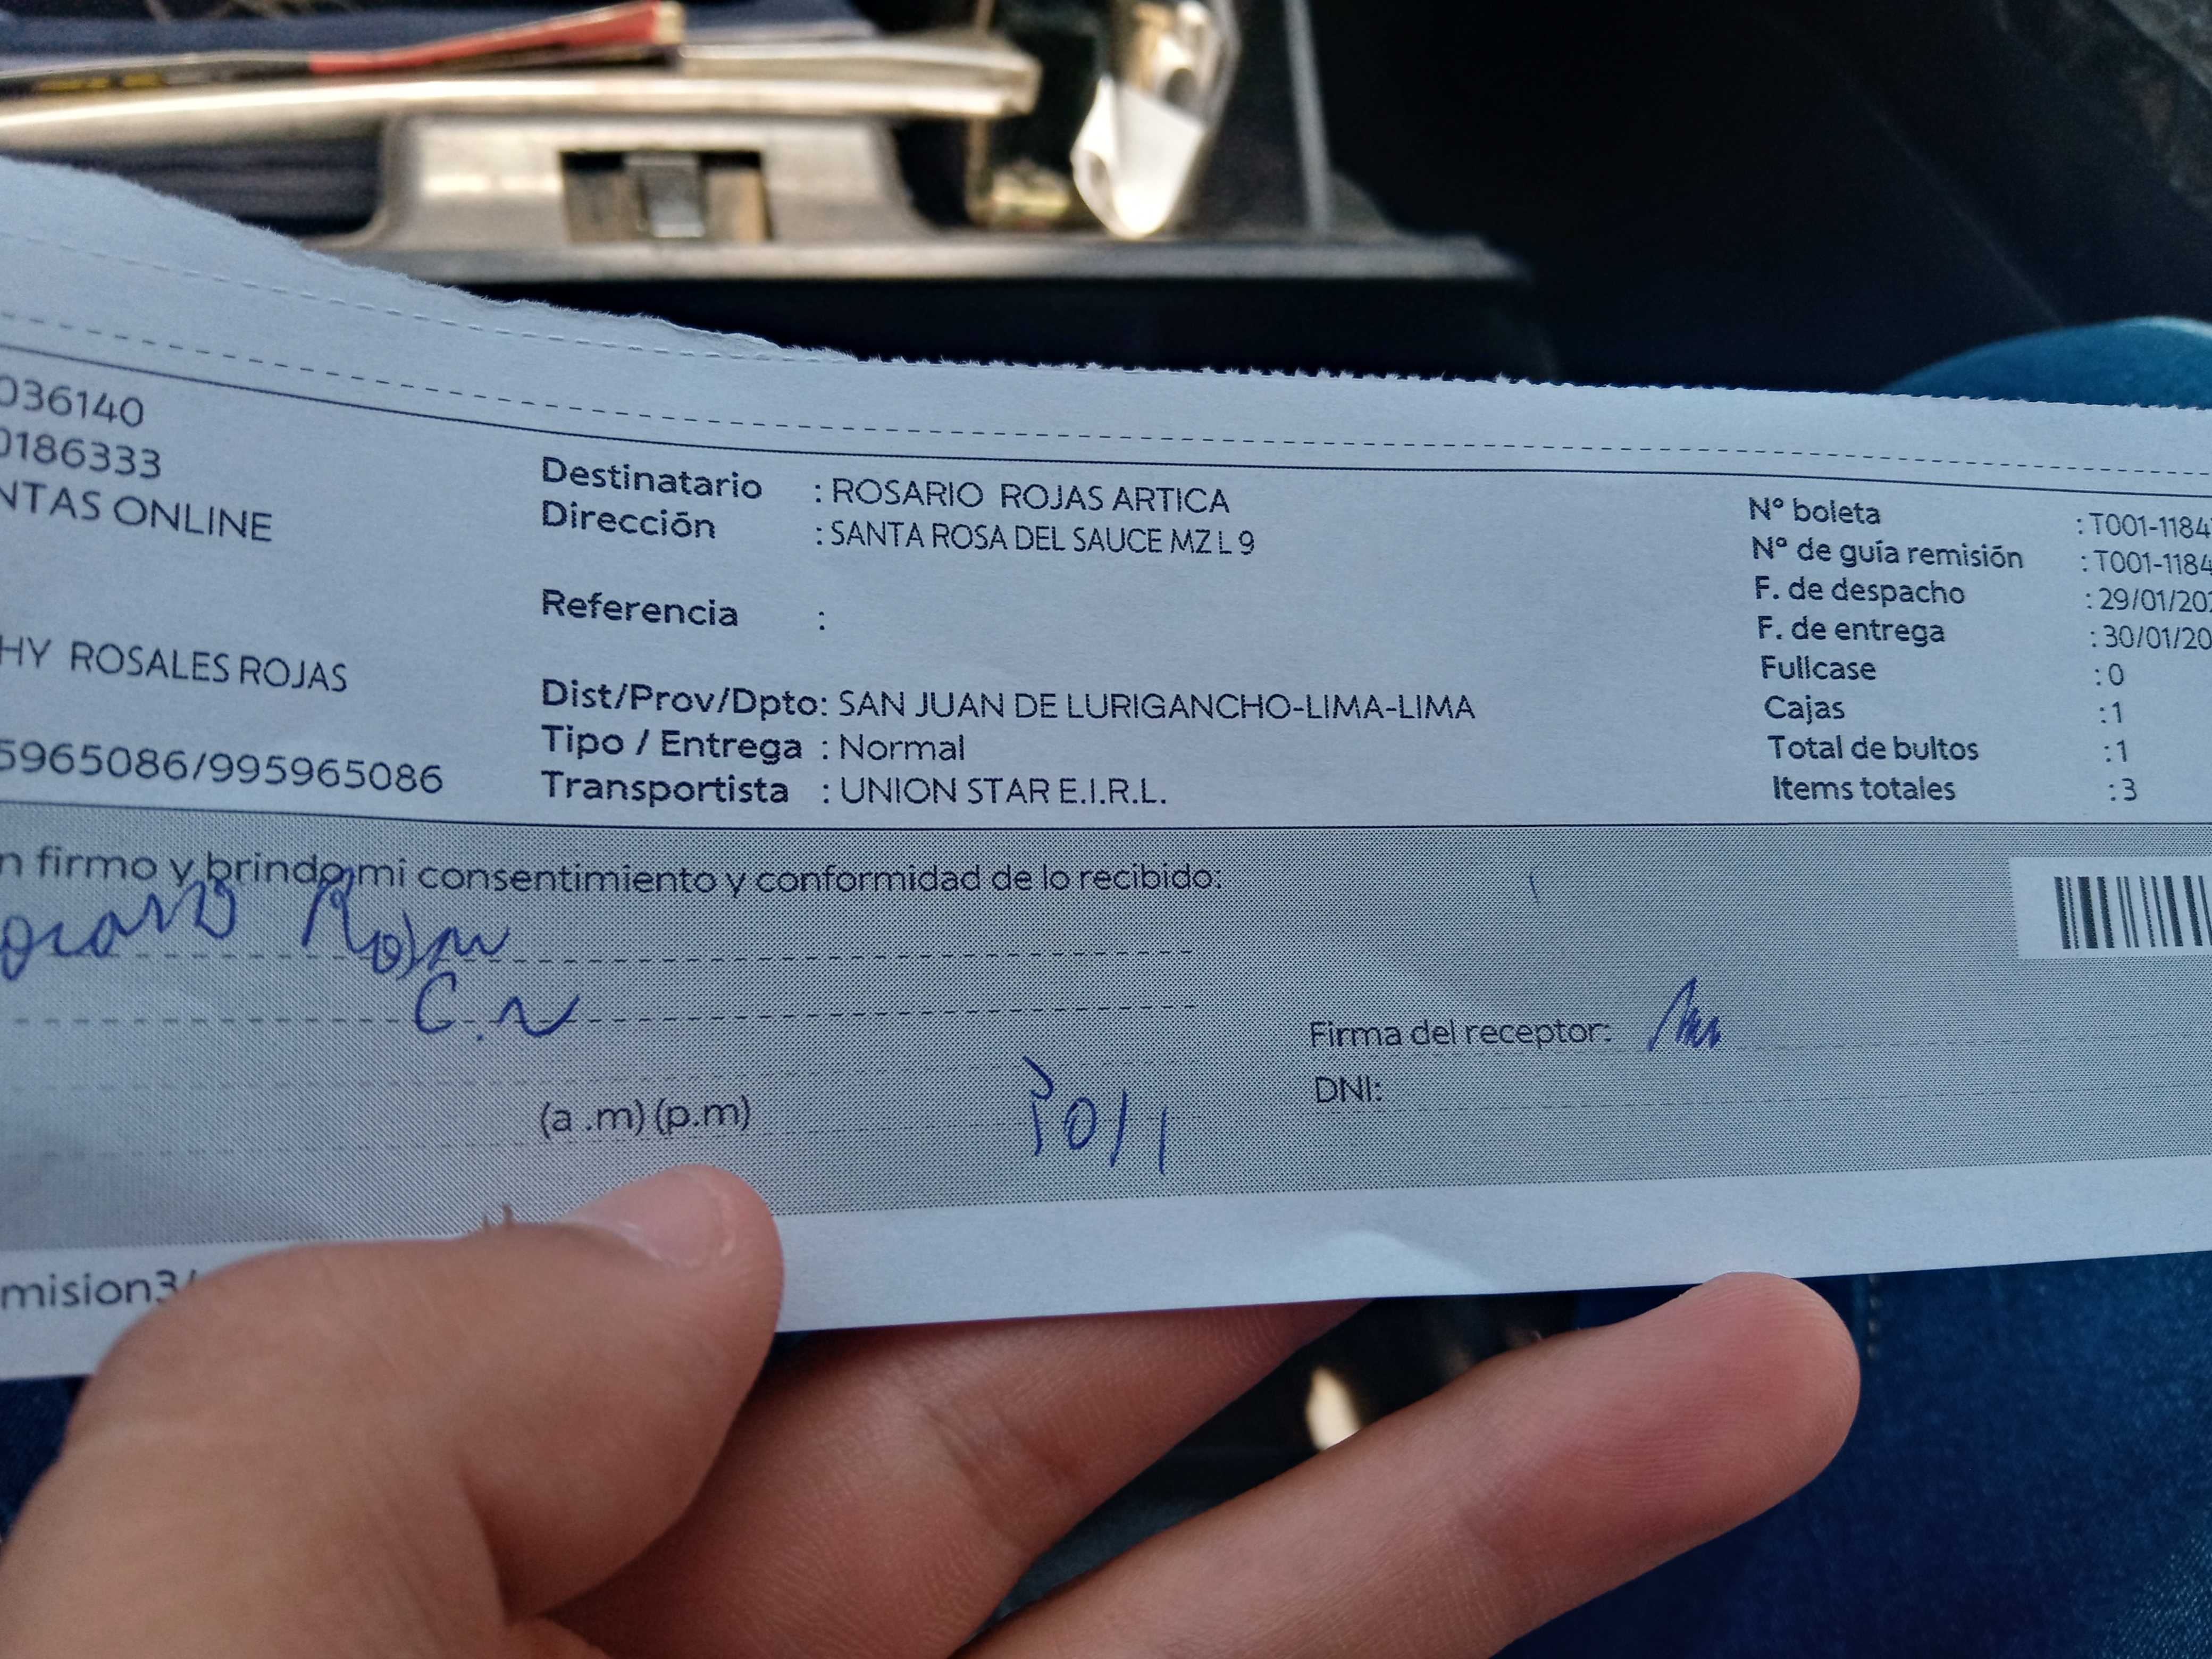 036140
0186333
NTAS ONLINE
HY ROSALES ROJAS
5965086/995965086
Destinatario : ROSARIO ROJAS ARTICA
Dirección : SANTA ROSA DEL SAUCE MZ L 9
Referencia :
Dist/Prov/Dpto: SAN JUAN DE LURIGANCHO-LIMA-LIMA
Tipo / Entrega : Normal
Transportista : UNION STAR E.I.R.L.
Nº boleta : T001-1184
Nº de guía remisión : T001-1184
F. de despacho : 29/01/202
F. de entrega : 30/01/20
Fullcase : 0
Cajas : 1
Total de bultos : 1
Items totales : 3
n firmo y brindo mi consentimiento y conformidad de lo recibido:
Rojas
C.N
Firma del receptor:
DNI:
(a .m) (p.m)
mision3/